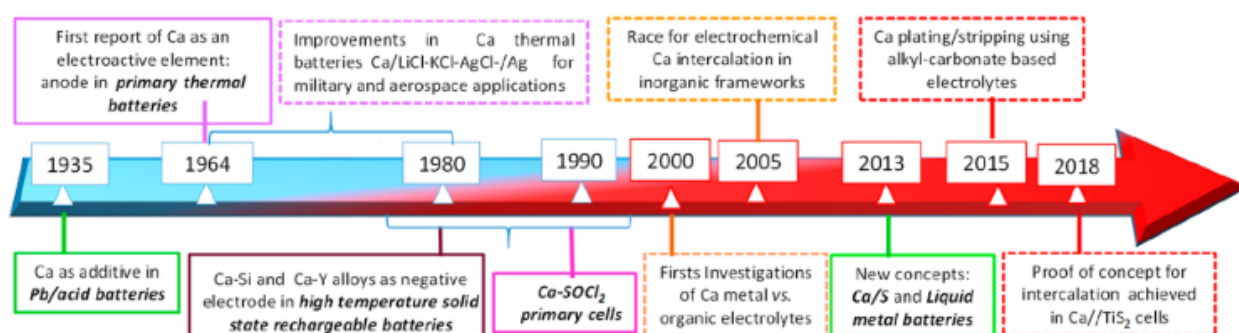 First report of Ca as an
electroactive element:
anode in primary thermal
batteries
Improvements in Ca thermal
batteries Ca/LiCl-KCl-AgCl-/Ag for
military and aerospace applications
Race for electrochemical
Ca intercalation in
inorganic frameworks
Ca plating/stripping using
alkyl-carbonate based
electrolytes
1935
1964
1980
1990
2000
2005
2013
2015
2018
Ca as additive in
Pb/acid batteries
Ca-Si and Ca-Y alloys as negative
electrode in high temperature solid
state rechargeable batteries
Ca-SOCl₂
primary cells
Firsts Investigations
of Ca metal vs.
organic electrolytes
New concepts:
Ca/S and Liquid
metal batteries
Proof of concept for
intercalation achieved
in Ca//TiS₂ cells